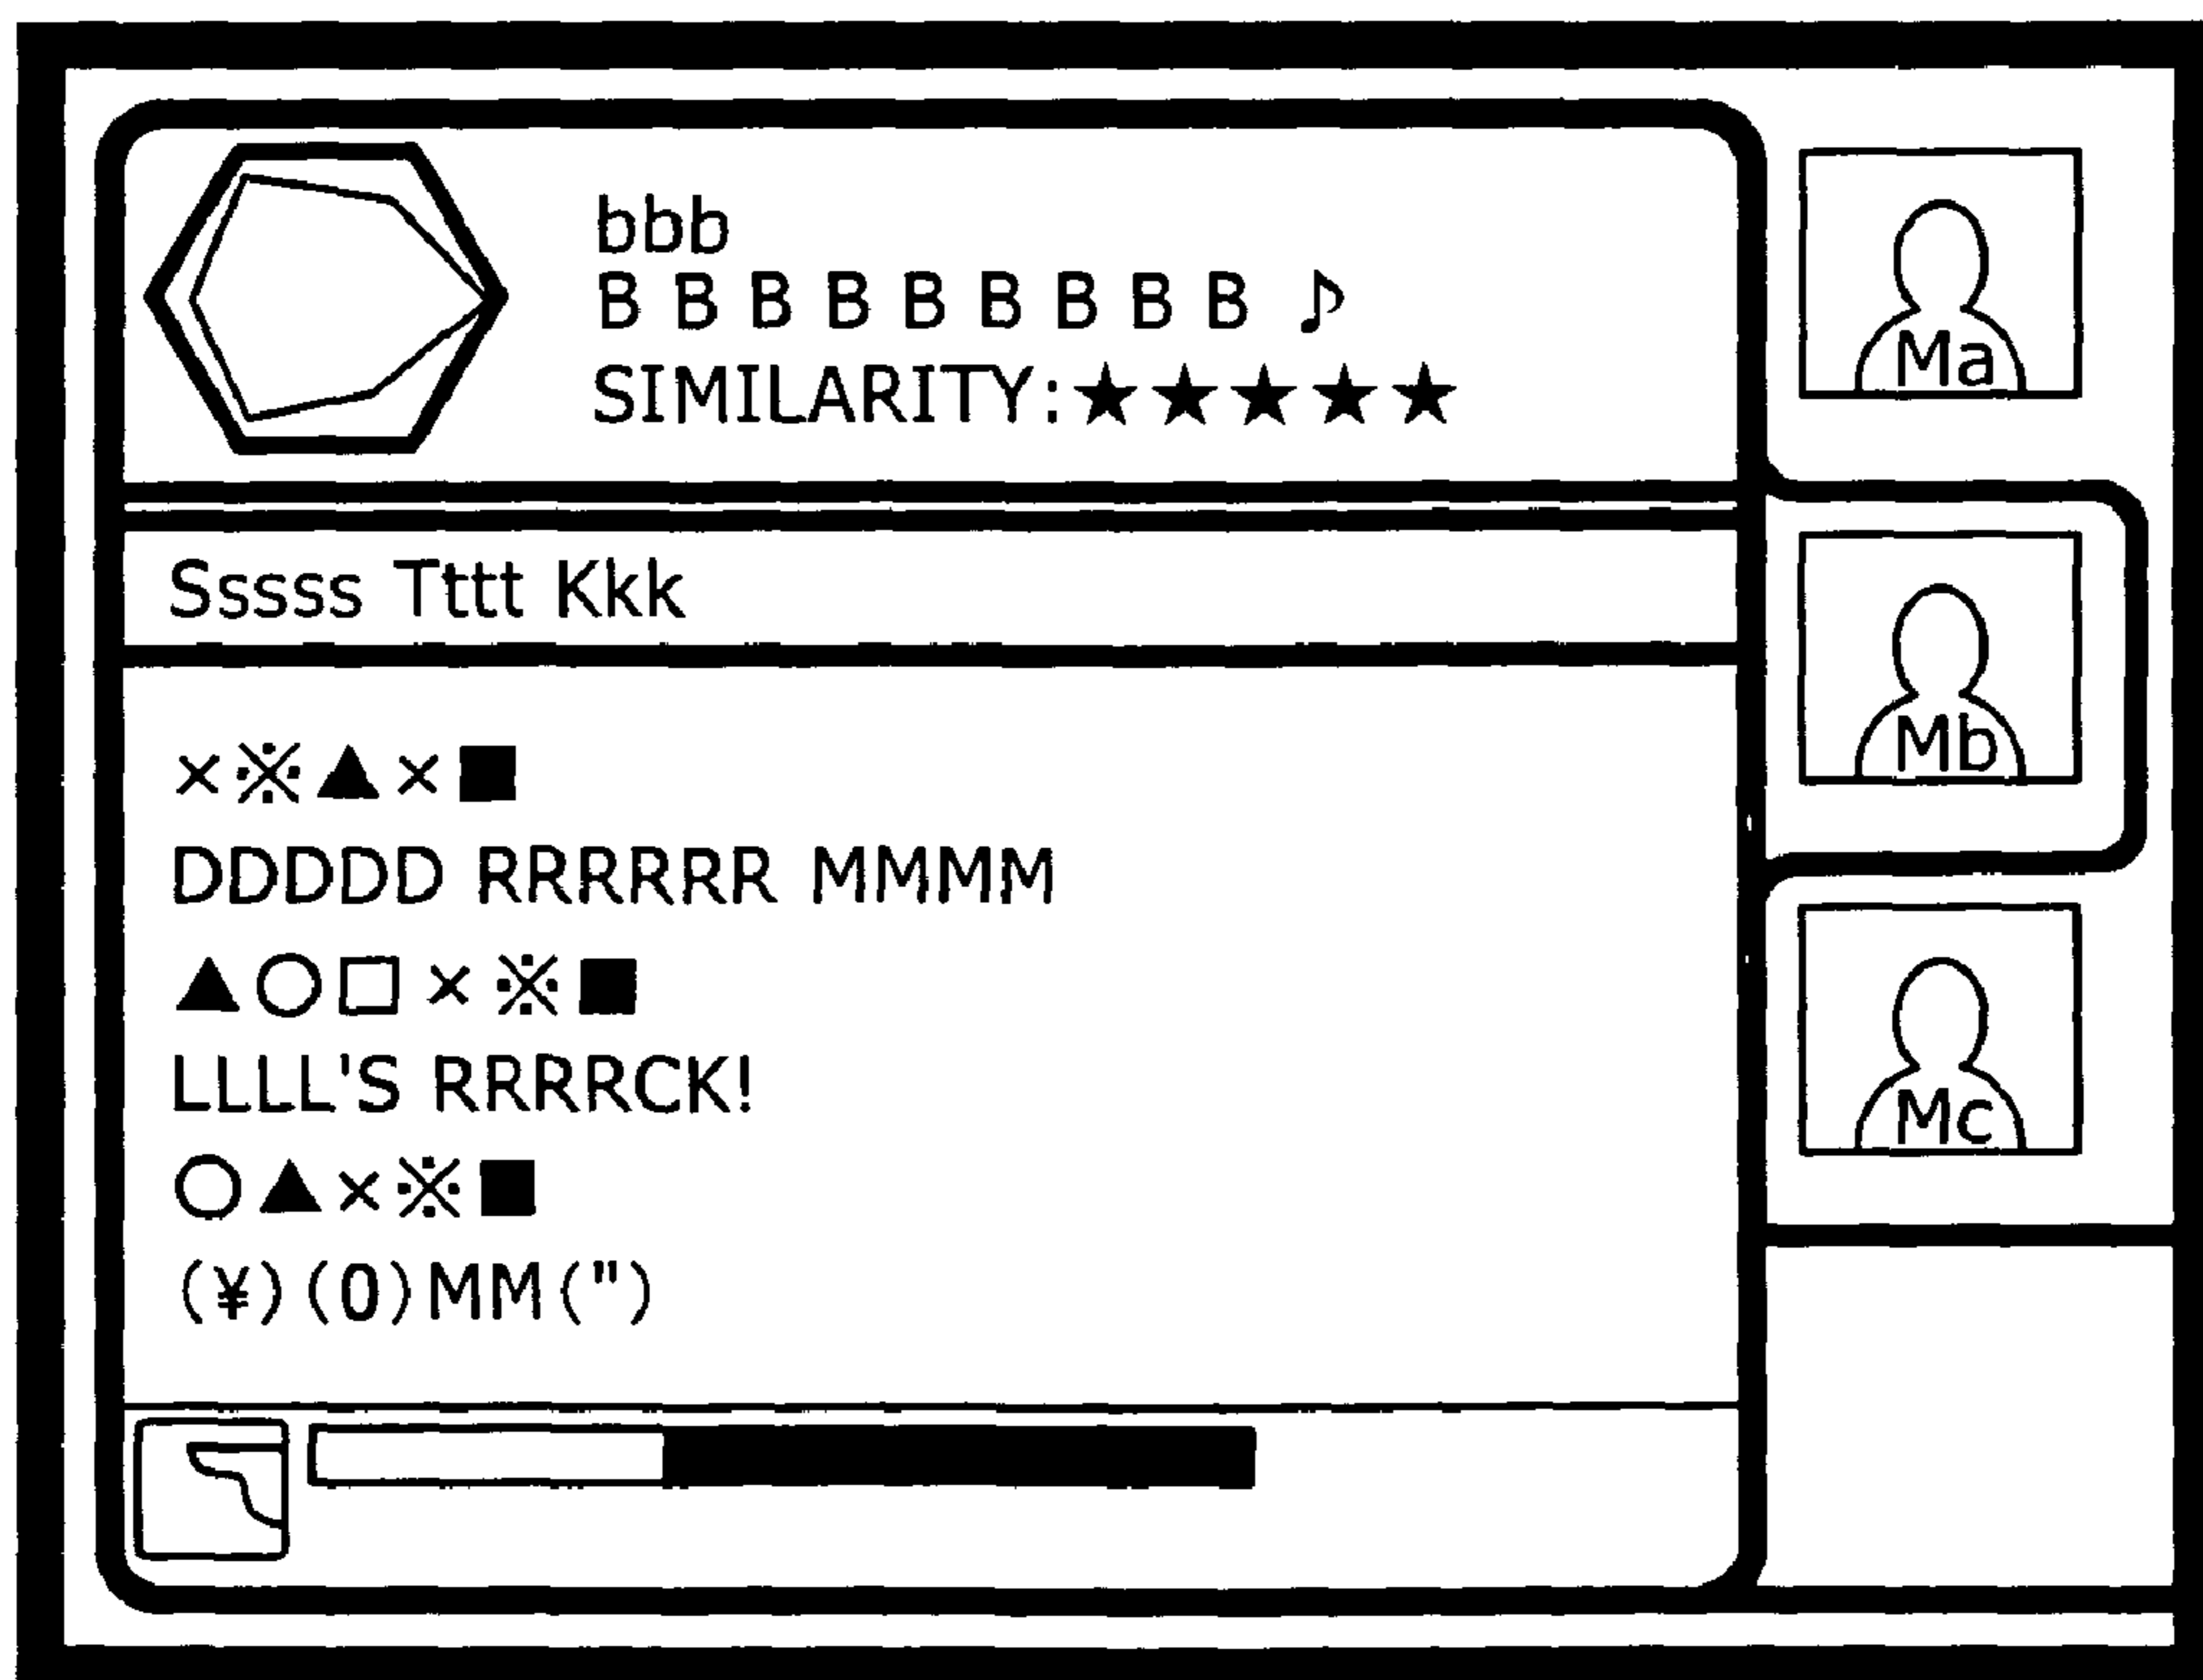 bbb
B B B B B B B B B ♪
SIMILARITY:★★★★★
Sssss Tttt Kkk
×※▲×■
DDDDD RRRRRR MMMM
▲○□×※■
LLLL'S RRRRCK!
○▲×※■
(¥)(0)MM(")
Ma
Mb
Mc